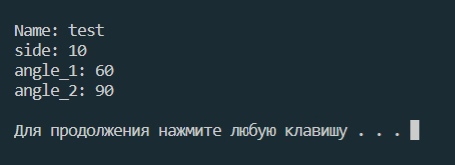 Name: test
side: 10
angle_1: 60
angle_2: 90
Для продолжения нажмите любую клавишу . . .